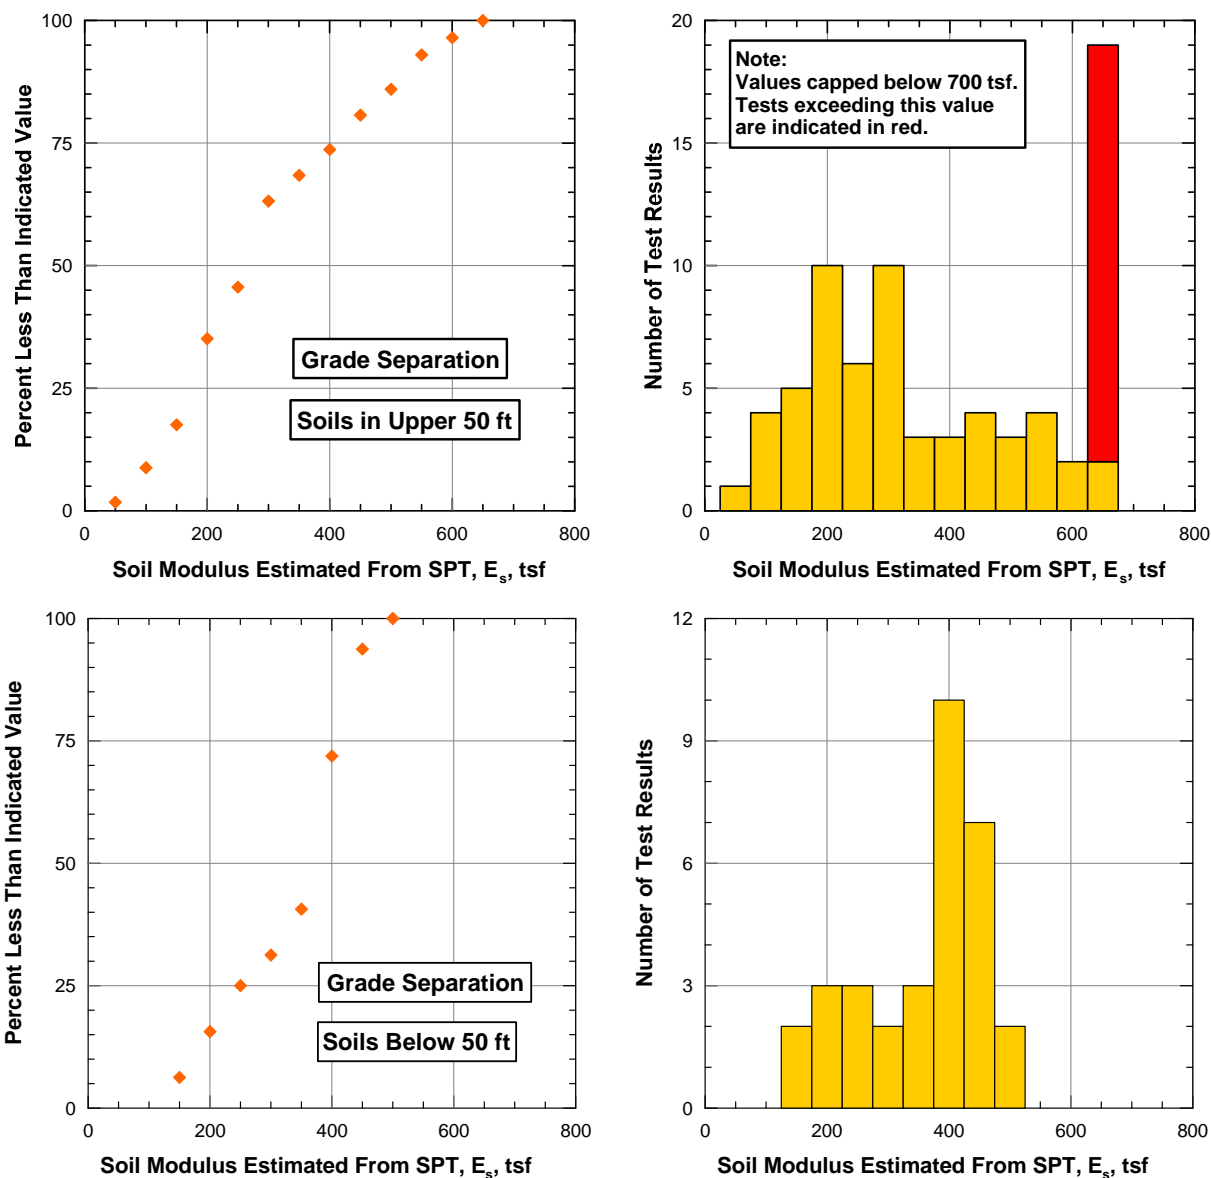 100
75
50
25
0
0 200 400 600 800
Percent Less Than Indicated Value
Grade Separation
Soils in Upper 50 ft
Soil Modulus Estimated From SPT, Es, tsf
20
15
10
5
0
0 200 400 600 800
Number of Test Results
Note:
Values capped below 700 tsf.
Tests exceeding this value
are indicated in red.
Soil Modulus Estimated From SPT, Es, tsf
100
75
50
25
0
0 200 400 600 800
Percent Less Than Indicated Value
Grade Separation
Soils Below 50 ft
Soil Modulus Estimated From SPT, Es, tsf
12
9
6
3
0
0 200 400 600 800
Number of Test Results
Soil Modulus Estimated From SPT, Es, tsf